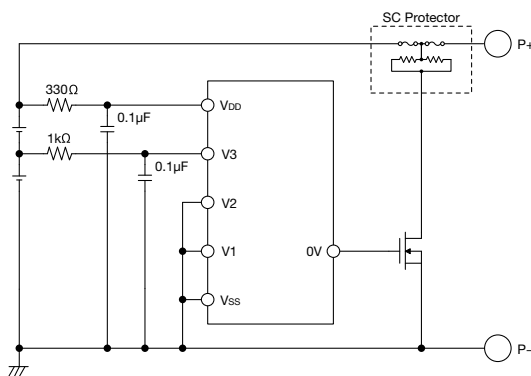 SC Protector
P+
330Ω
0.1μF
VDD
1kΩ
0.1μF
V3
V2
V1
0V
VSS
P−